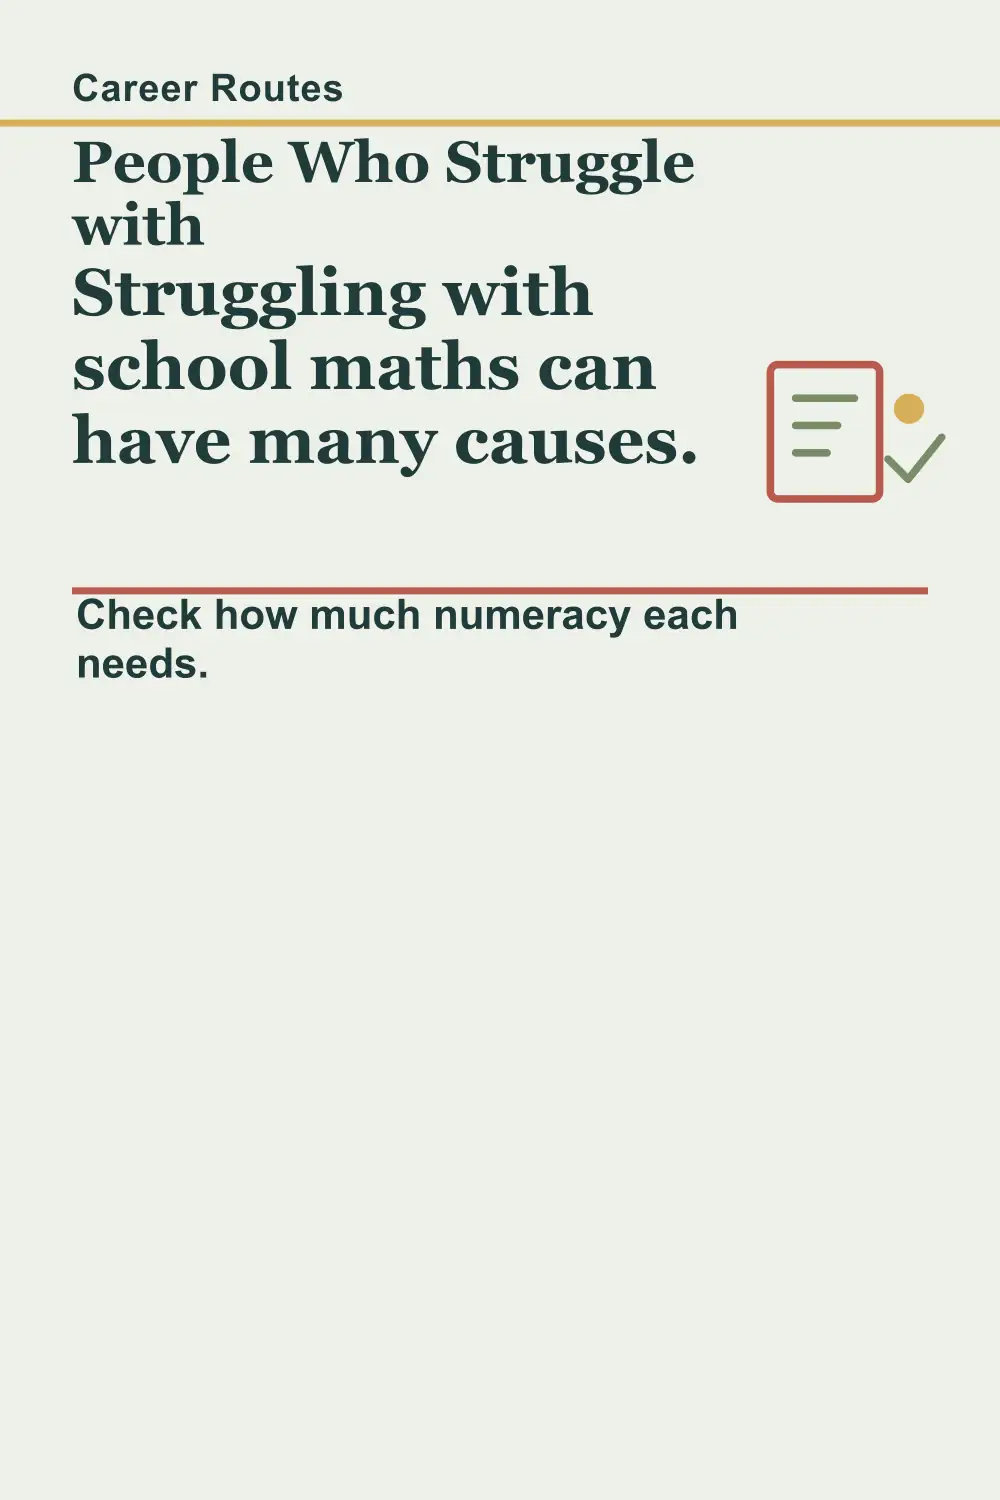 Career Routes
People Who Struggle
with
Struggling with
school maths can
have many causes.
Check how much numeracy each
needs.